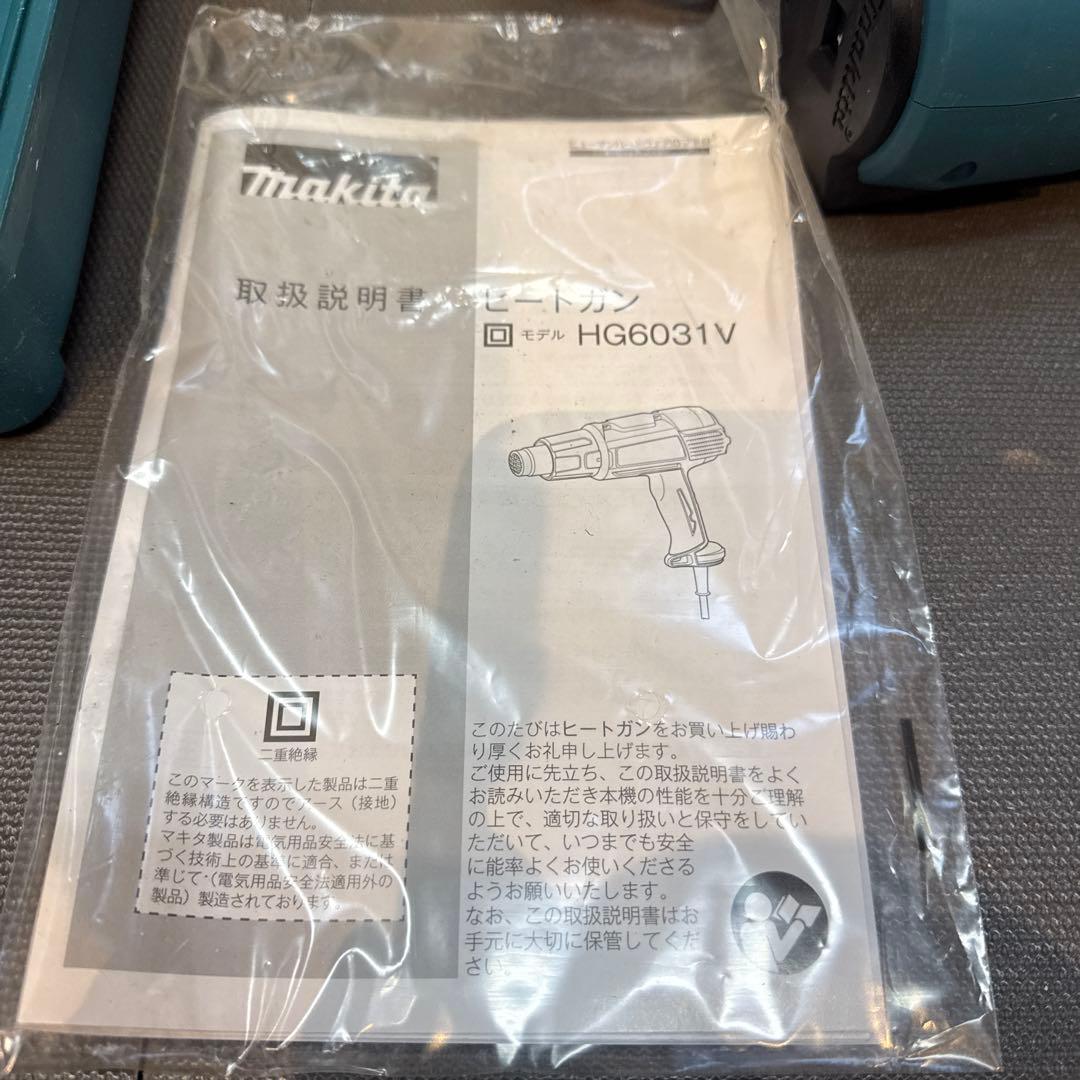 makita
makita
取扱説明書
ヒートガン
モデル HG6031V
二重絶縁
このマークを表示した製品は二重
絶縁構造ですのでアース（接地）
する必要はありません。
マキタ製品は電気用品安全法に基
づく技術上の基準に適合、または
準じて（電気用品安全法適用外の
製品）製造されております。
このたびはヒートガンをお買い上げ賜わ
り厚くお礼申し上げます。
ご使用に先立ち、この取扱説明書をよく
お読みいただき本機の性能を十分ご理解
の上で、適切な取り扱いと保守をしてい
ただいて、いつまでも安全
に能率よくお使いくださる
ようお願いいたします。
なお、この取扱説明書はお
手元に大切に保管してくだ
さい。